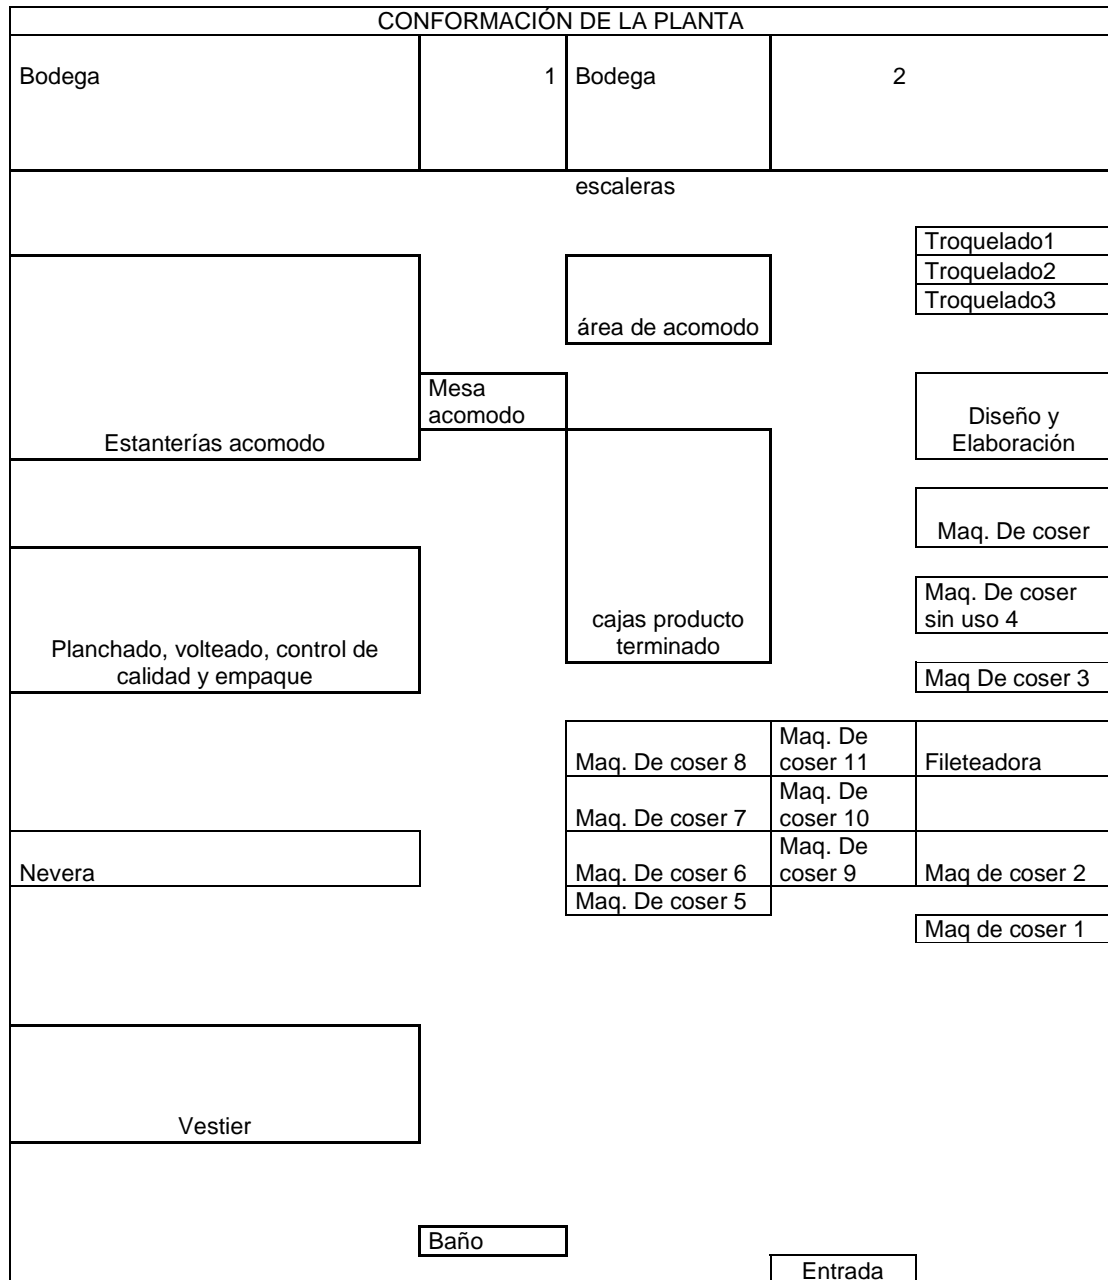 CONFORMACIÓN DE LA PLANTA
Bodega 1 Bodega 2
escaleras
Troquelado1
Troquelado2
Troquelado3
área de acomodo
Mesa
acomodo
Estanterías acomodo
Diseño y
Elaboración
Maq. De coser
Maq. De coser
sin uso 4
cajas producto
terminado
Planchado, volteado, control de
calidad y empaque
Maq De coser 3
Maq. De coser 8
Maq. De
coser 11
Fileteadora
Maq. De coser 7
Maq. De
coser 10
Nevera
Maq. De coser 6
Maq. De
coser 9
Maq de coser 2
Maq. De coser 5
Maq de coser 1
Vestier
Baño
Entrada